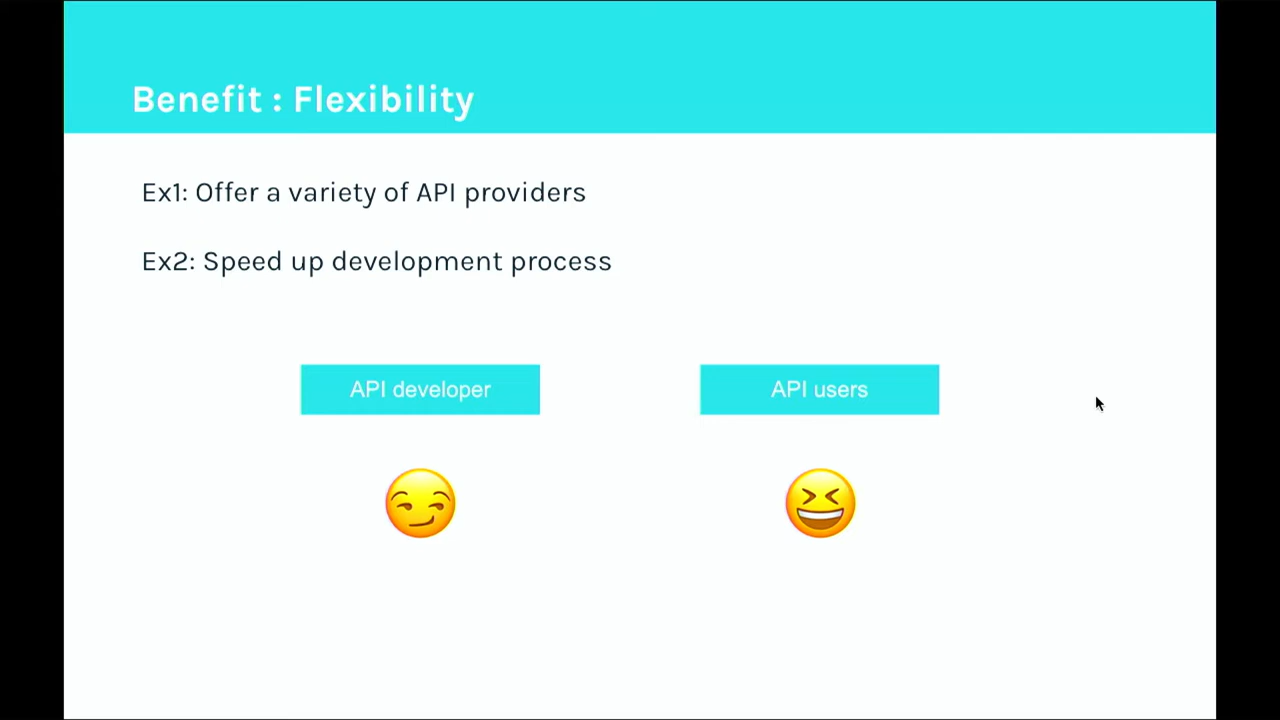 Benefit : Flexibility
Ex1: Offer a variety of API providers
Ex2: Speed up development process
API developer
API users